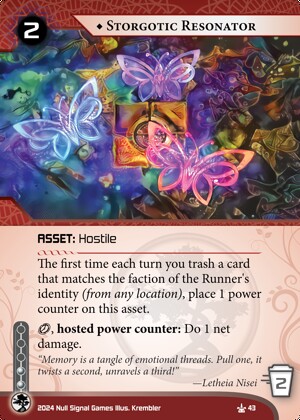 2
◆ Storgotic Resonator
ASSET: Hostile
The first time each turn you trash a card
that matches the faction of the Runner's
identity (from any location), place 1 power
counter on this asset.
, hosted power counter: Do 1 net
damage.
"Memory is a tangle of emotional threads. Pull one, it
twists a second, unravels a third!"
—Letheia Nisei
2
2024 Null Signal Games Illus. Krembler
43